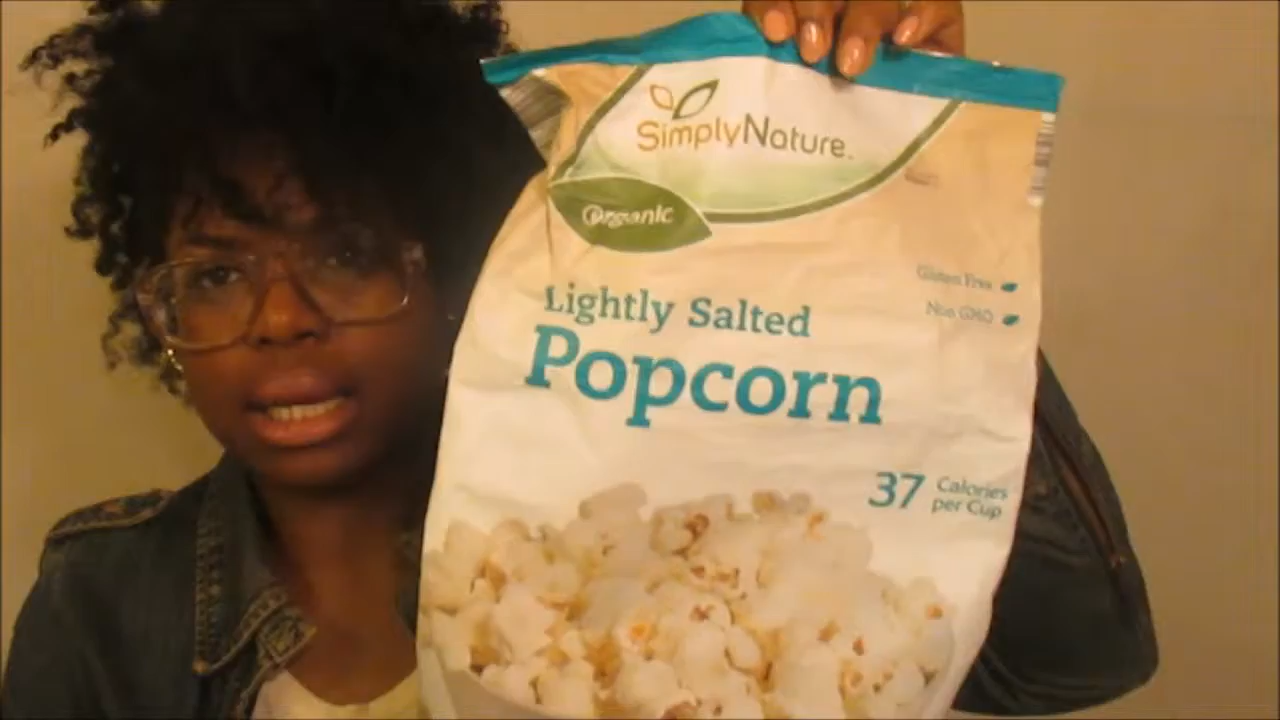 SimplyNature.
Organic
Gluten Free
Non GMO
Lightly Salted
Popcorn
37 Calories
per Cup